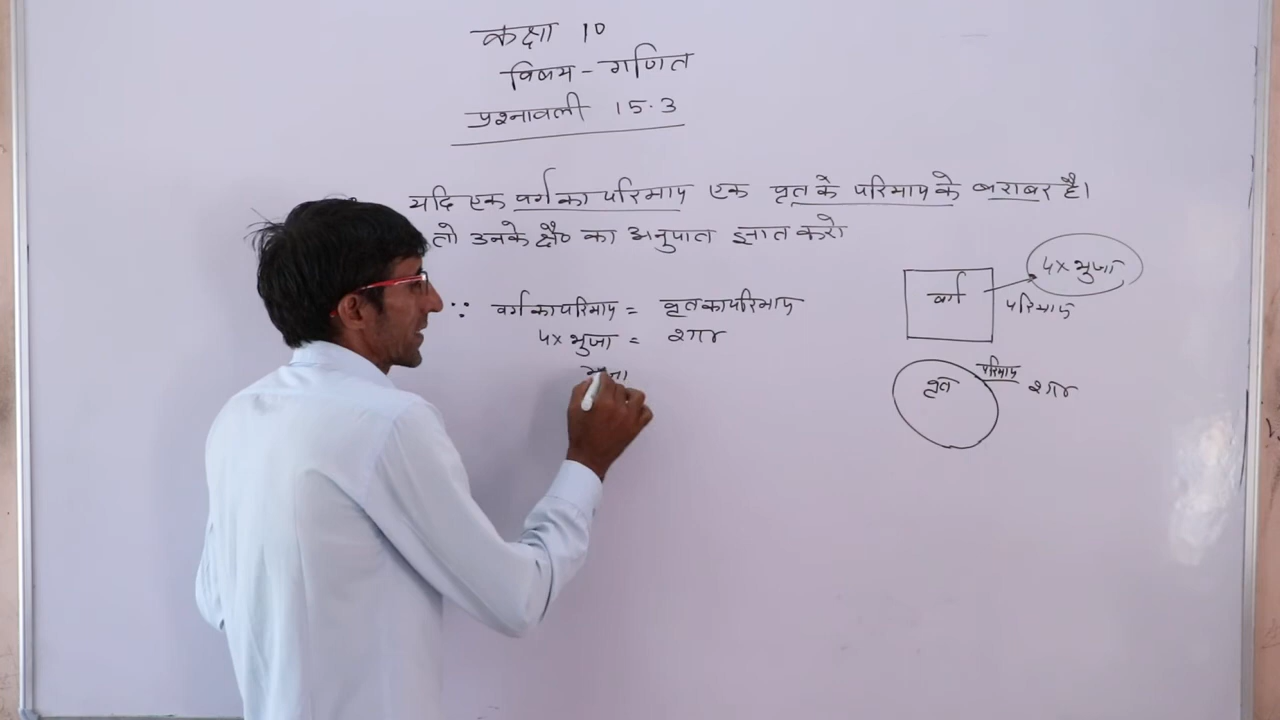 कक्षा 10
विषय - गणित
प्रश्नावली 15.3
यदि एक वर्ग का परिमाप एक वृत के परिमाप के बराबर है।
तो उनके क्षै० का अनुपात ज्ञात करो
∵ वर्ग का परिमाप = वृत का परिमाप
4× भुजा = 2πr
भुजा
वर्ग
4× भुजा
परिमाप
वृत
परिमाप
2πr